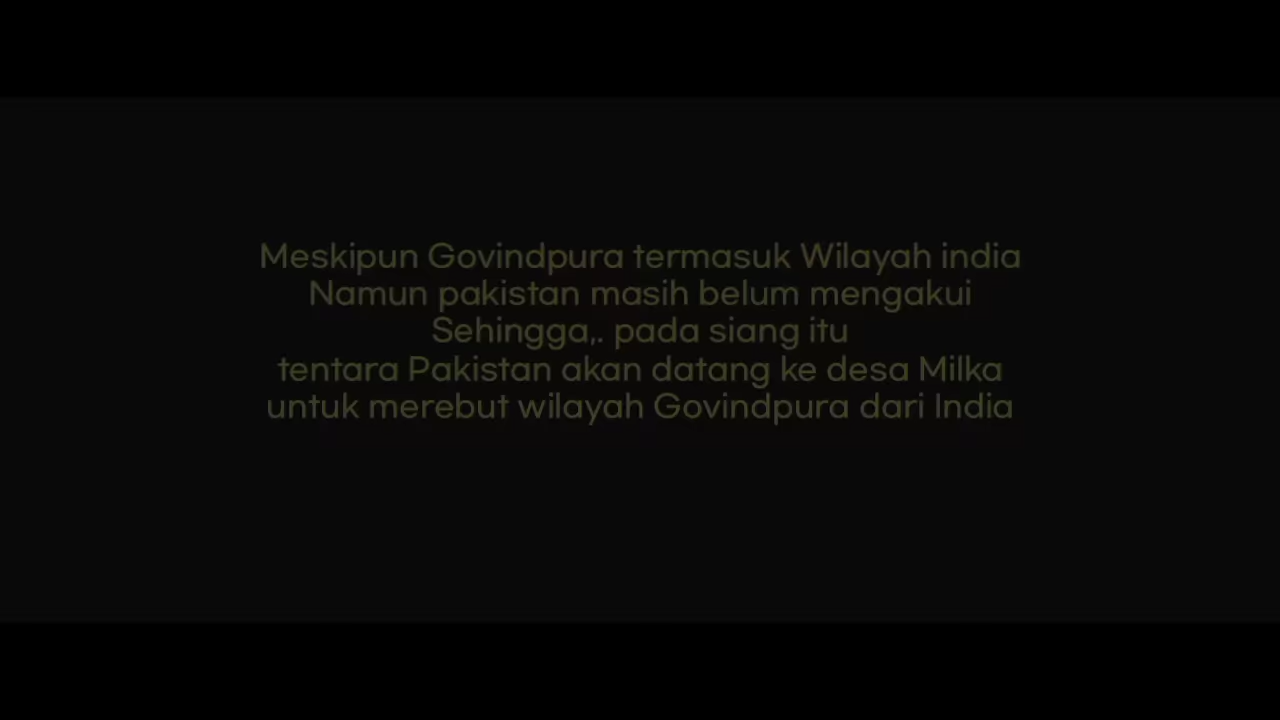 Meskipun Govindpura termasuk Wilayah india
Namun pakistan masih belum mengakui
Sehingga,. pada siang itu
tentara Pakistan akan datang ke desa Milka
untuk merebut wilayah Govindpura dari India